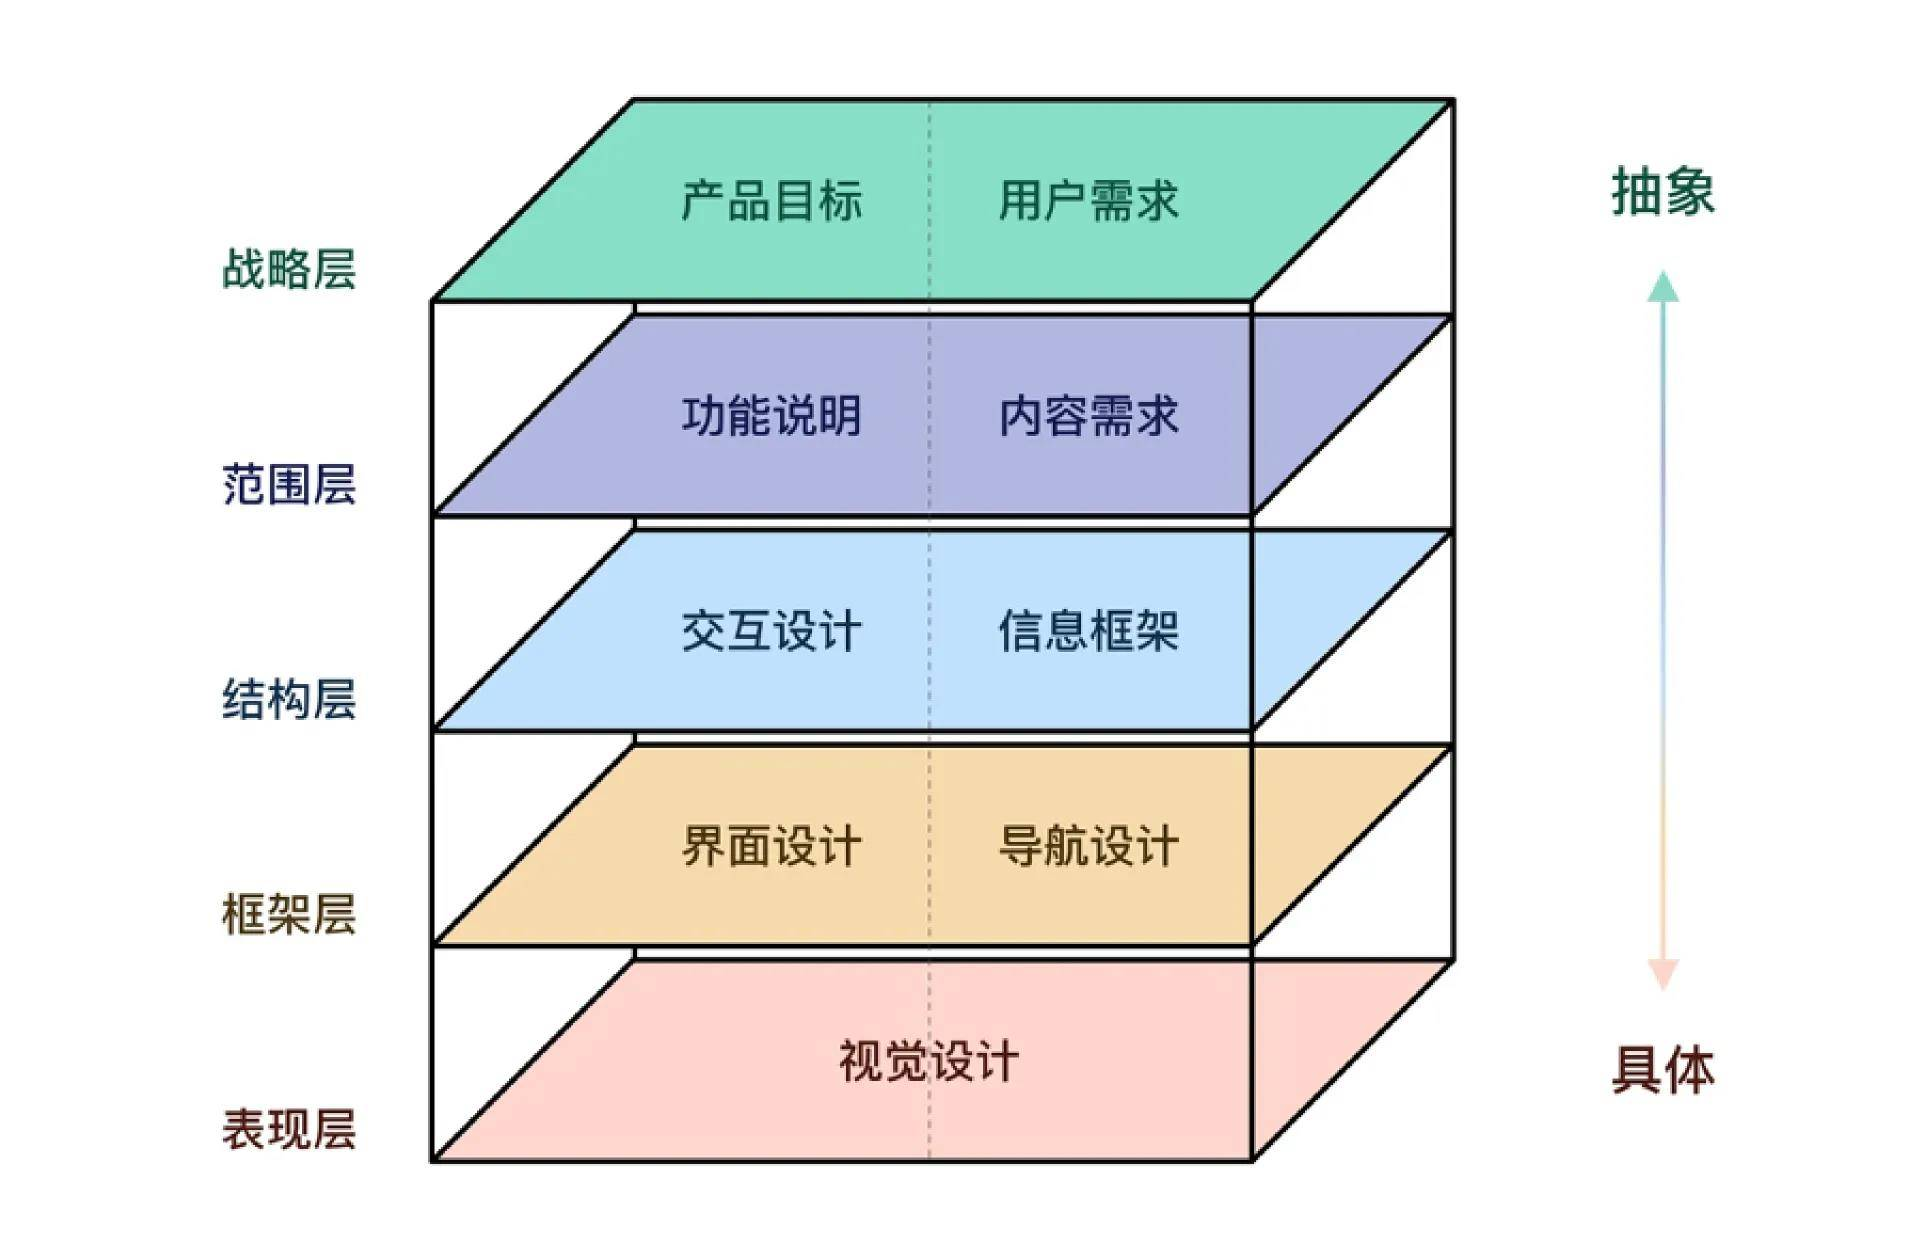 产品目标 用户需求
抽象
战略层
功能说明 内容需求
范围层
交互设计 信息框架
结构层
界面设计 导航设计
框架层
视觉设计
具体
表现层